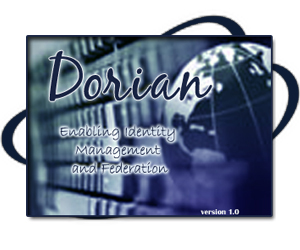 Dorian
Enabling Identity
Management
and Federation
version 1.0